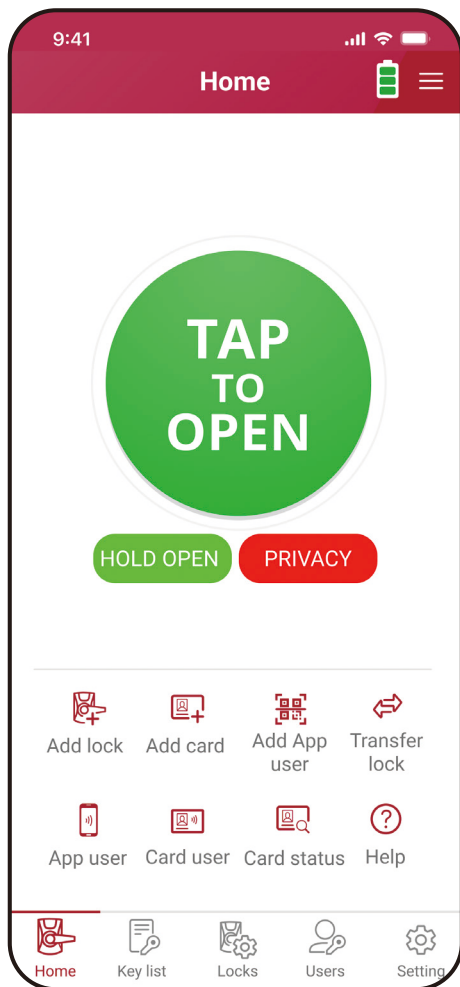 9:41
Home
TAP
TO
OPEN
HOLD OPEN
PRIVACY
Add lock
Add card
Add App
user
Transfer
lock
App user
Card user
Card status
Help
Home
Key list
Locks
Users
Setting